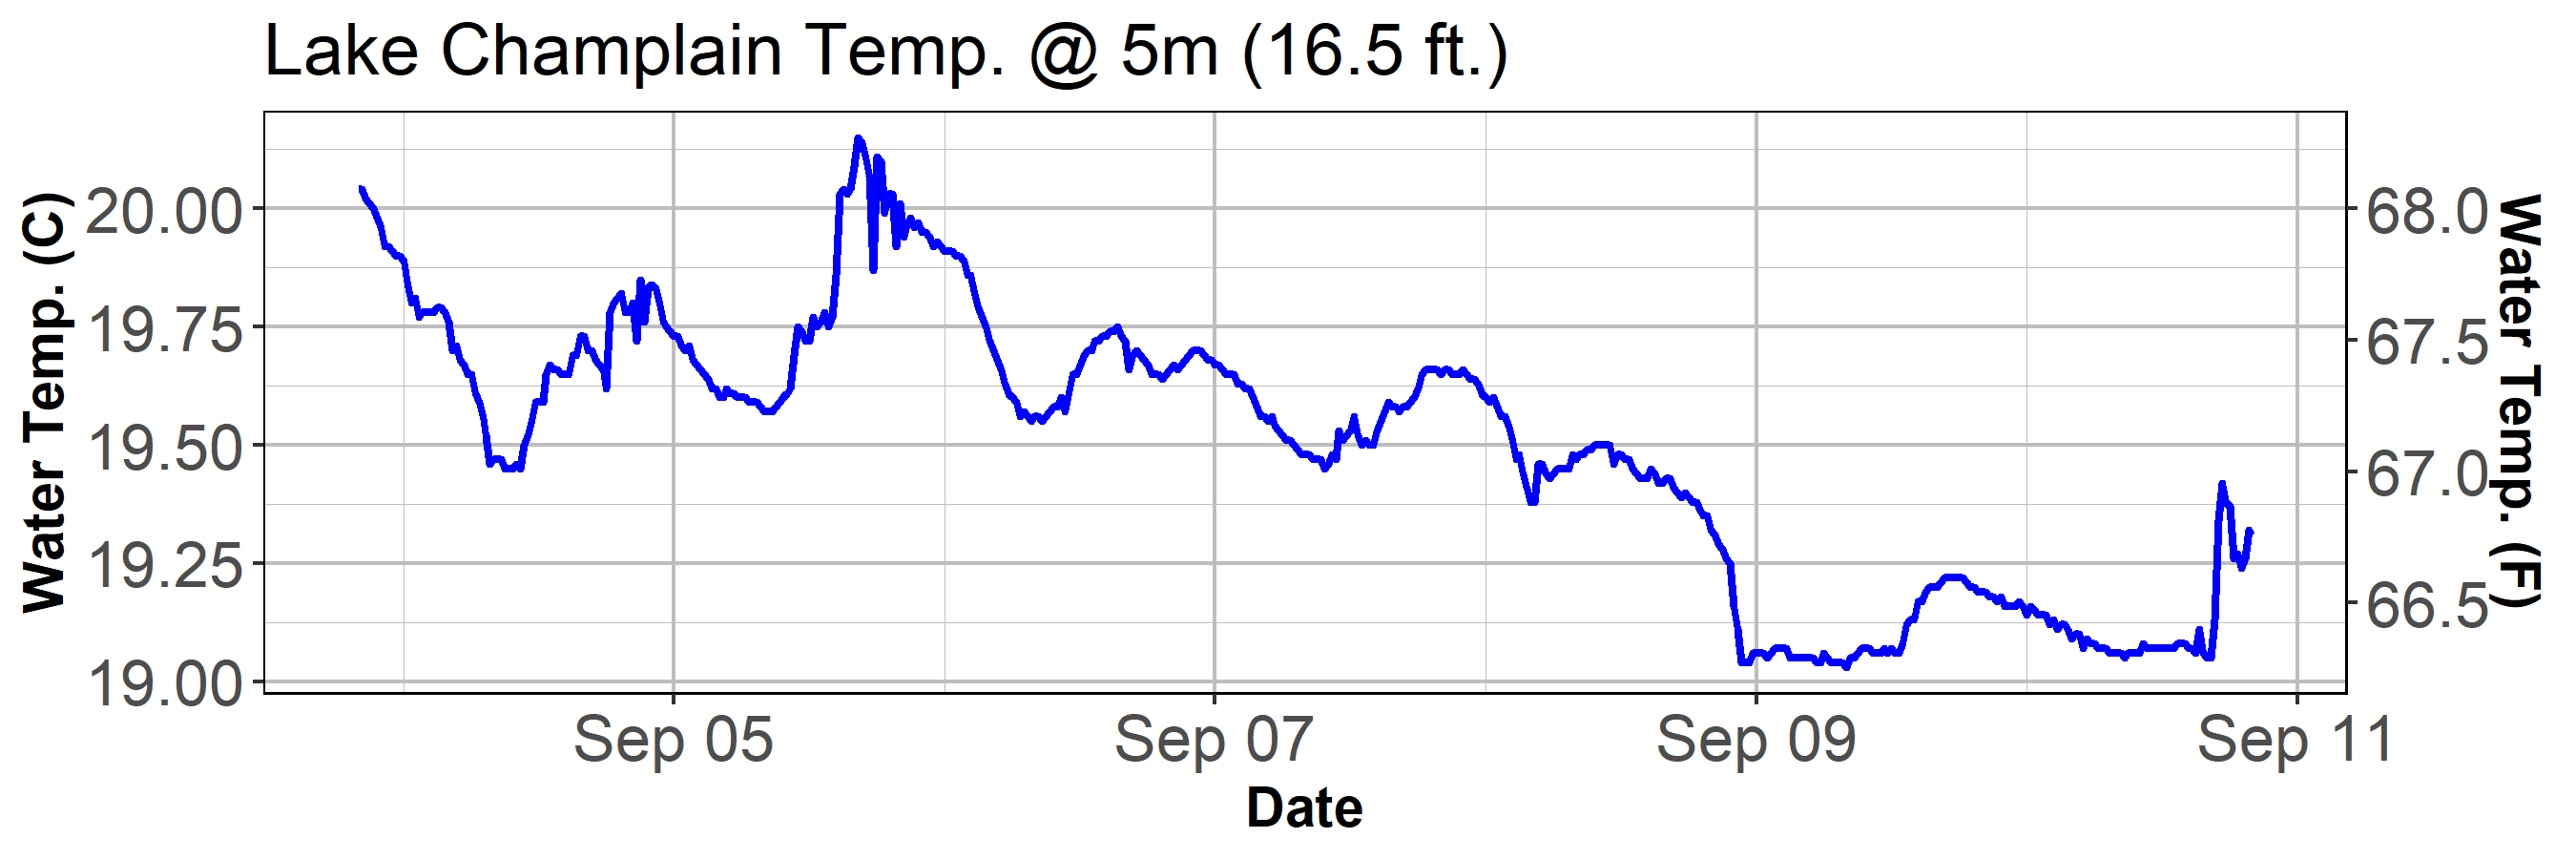 Lake Champlain Temp. @ 5m (16.5 ft.)
Water Temp. (C)
20.00
19.75
19.50
19.25
19.00
68.0
67.5
67.0
66.5
Water Temp. (F)
Sep 05
Sep 07
Sep 09
Sep 11
Date